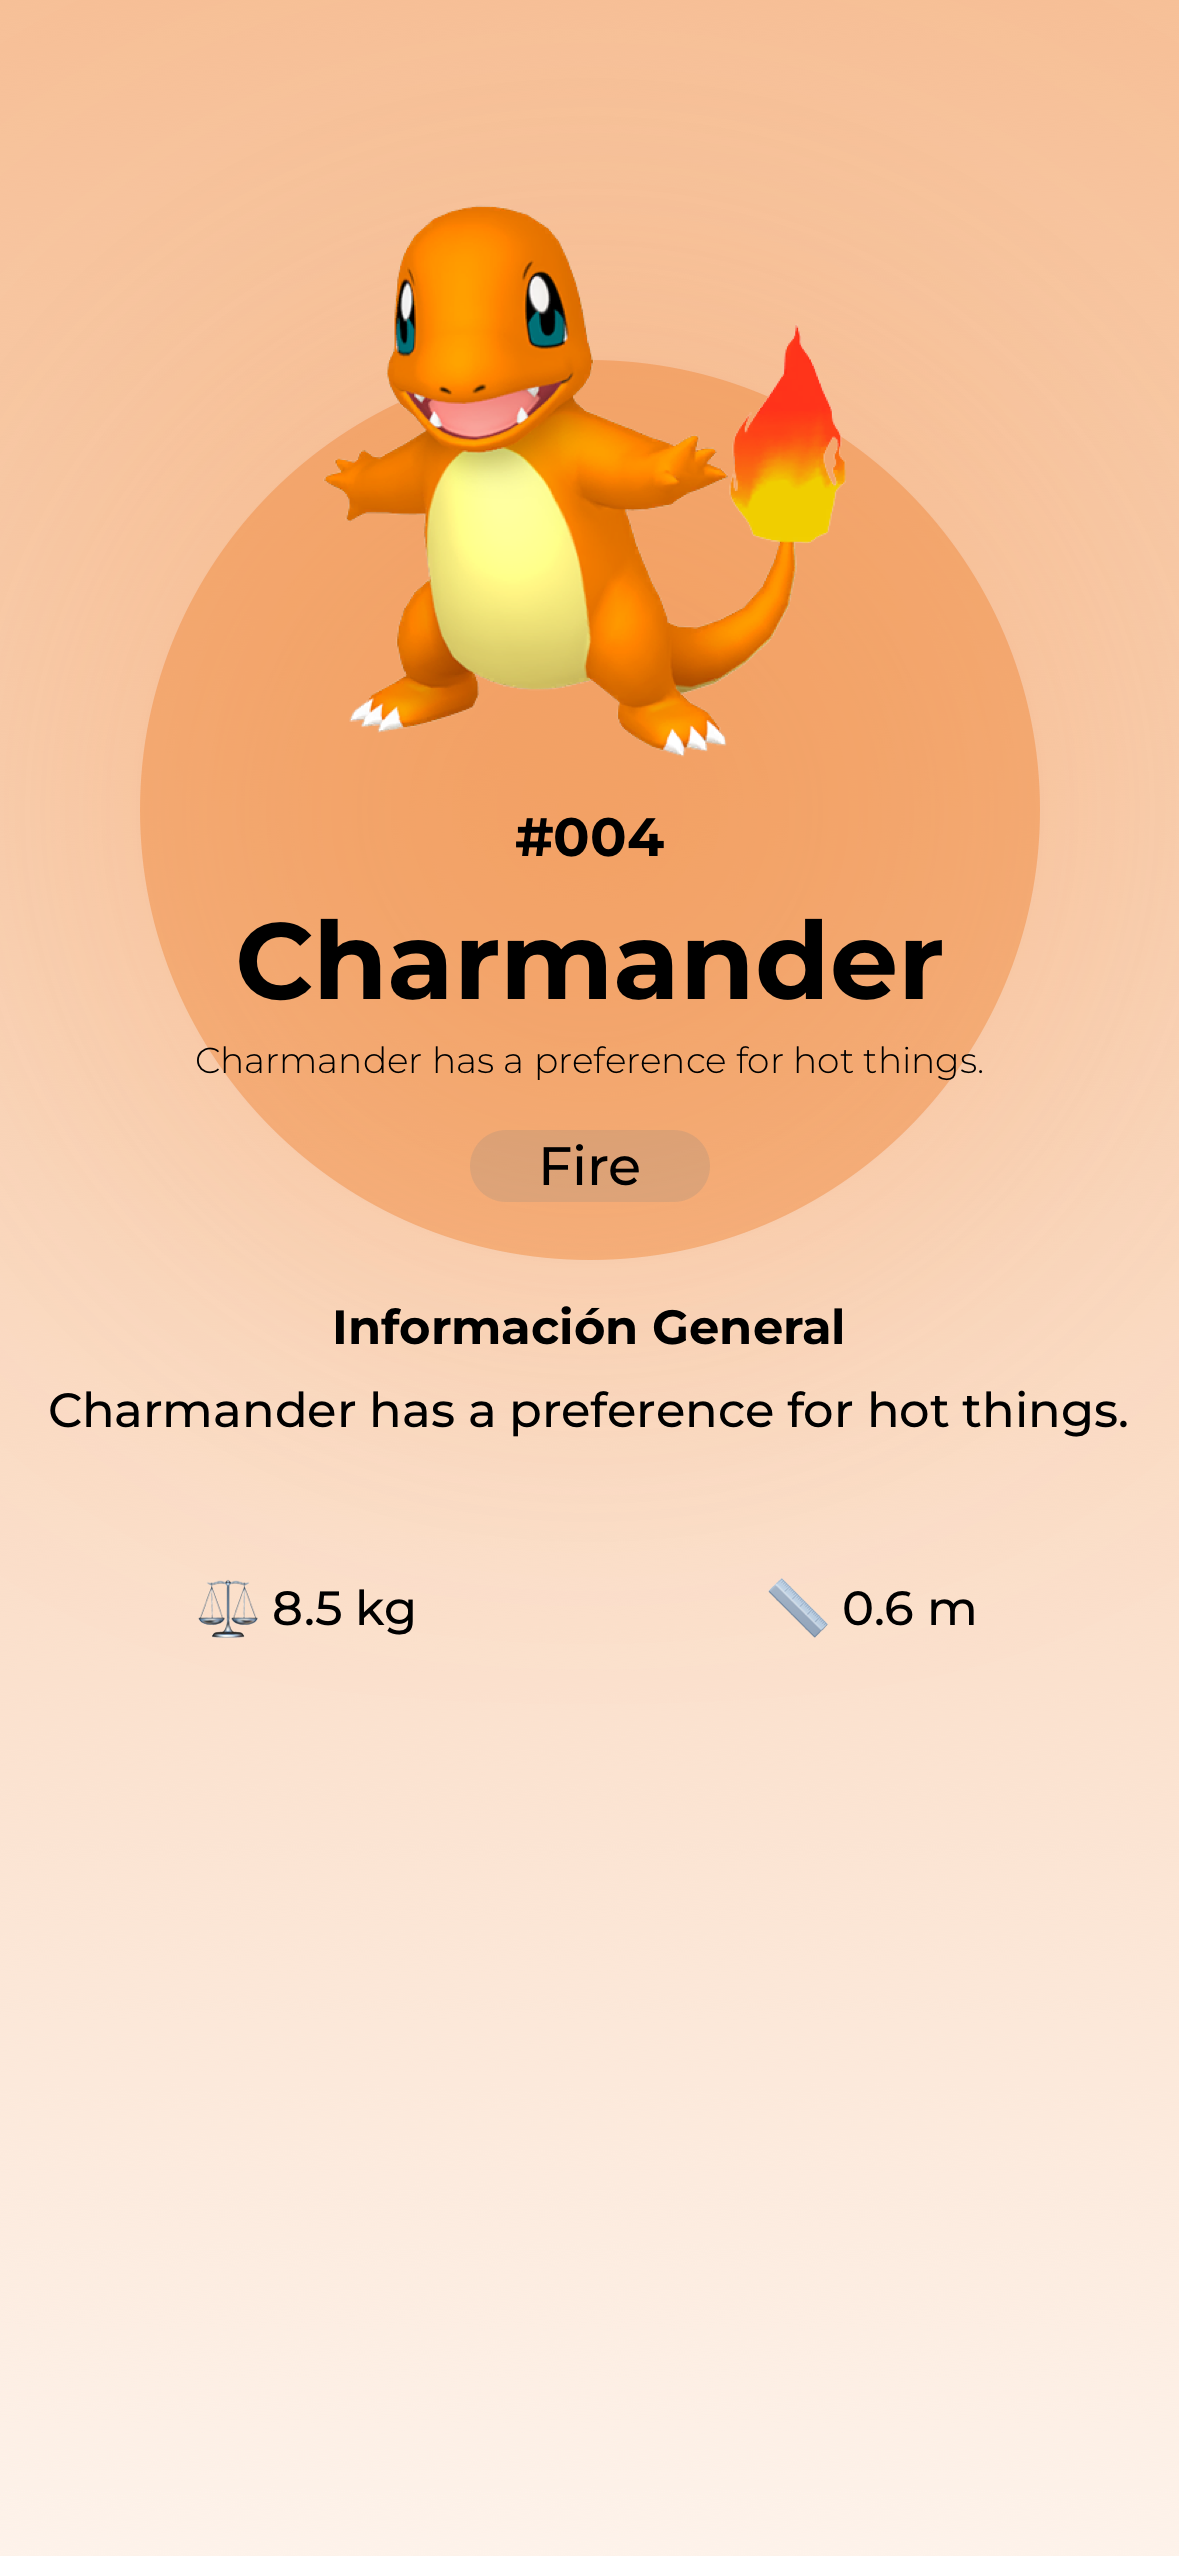 #004
Charmander
Charmander has a preference for hot things.
Fire
Información General
Charmander has a preference for hot things.
8.5 kg
0.6 m